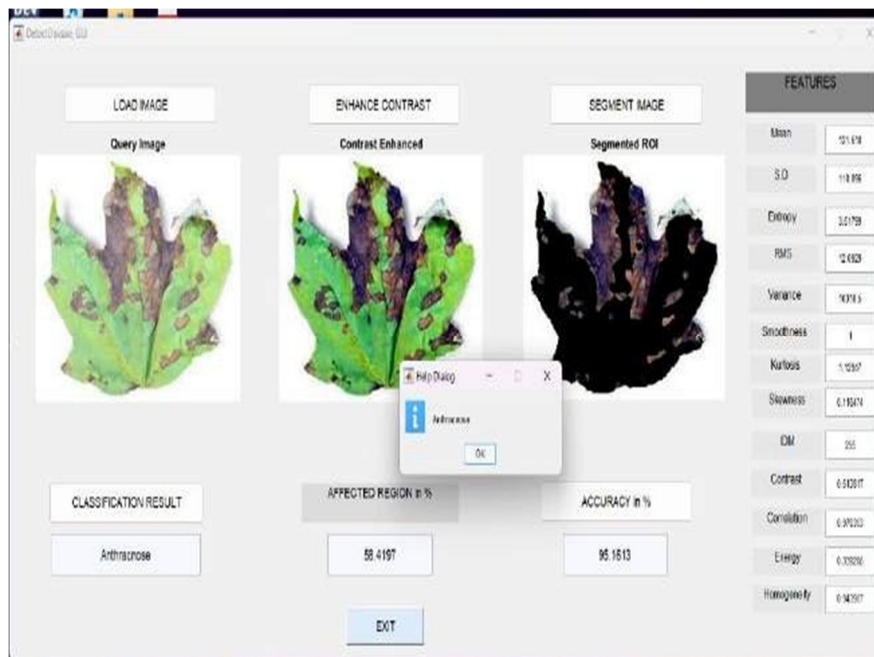 DetectDisease_GUI
LOAD IMAGE
ENHANCE CONTRAST
SEGMENT IMAGE
FEATURES
Query Image
Contrast Enhanced
Segmented ROI
Mean
S.D
Entropy
3.51759
RMS
Variance
Smoothness
1
Kurtosis
Skewness
IDM
255
Contrast
Correlation
Energy
Homogeneity
Help Dialog
Anthracnose
OK
CLASSIFICATION RESULT
AFFECTED REGION in %
ACCURACY in %
Anthracnose
58.4197
95.1613
EXIT